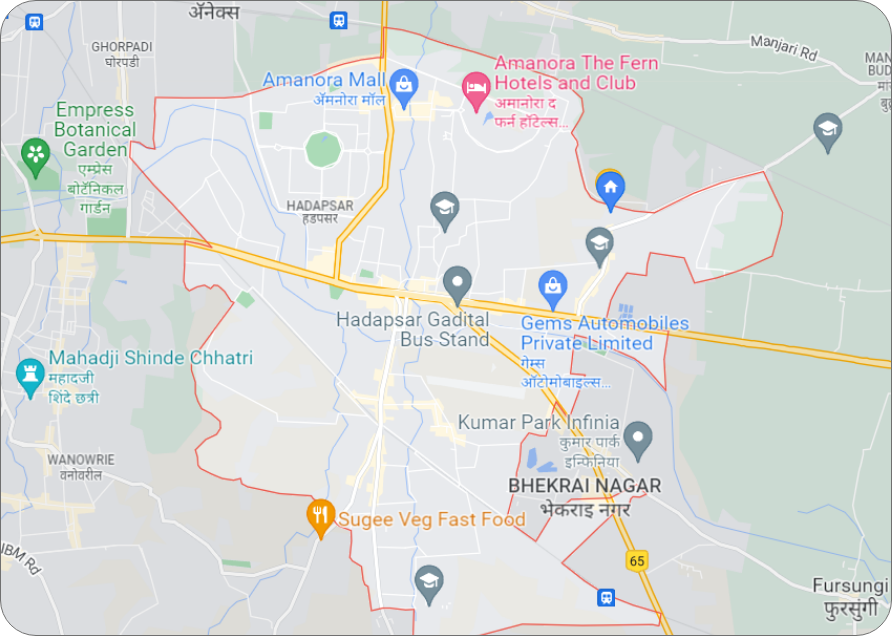 ॲनेक्स
GHORPADI
घोरपडी
Manjari Rd
Amanora Mall
ॲमनोरा मॉल
Amanora The Fern
Hotels and Club
अमानोरा द
फर्न हॉटेल्स...
MAN
BUD
Empress
Botanical
Garden
एम्प्रेस
बोटॅनिकल
गार्डन
HADAPSAR
हडपसर
Hadapsar Gadital
Bus Stand
Gems Automobiles
Private Limited
गेम्स
ऑटोमोबाइल्स...
Mahadji Shinde Chhatri
महादजी
शिंदे छत्री
Kumar Park Infinia
कुमार पार्क
इन्फिनिया
WANOWRIE
वनोवरील
BHEKRAI NAGAR
भेकराइ नगर
Sugee Veg Fast Food
IBM Rd
65
Fursungi
फुरसुंगी